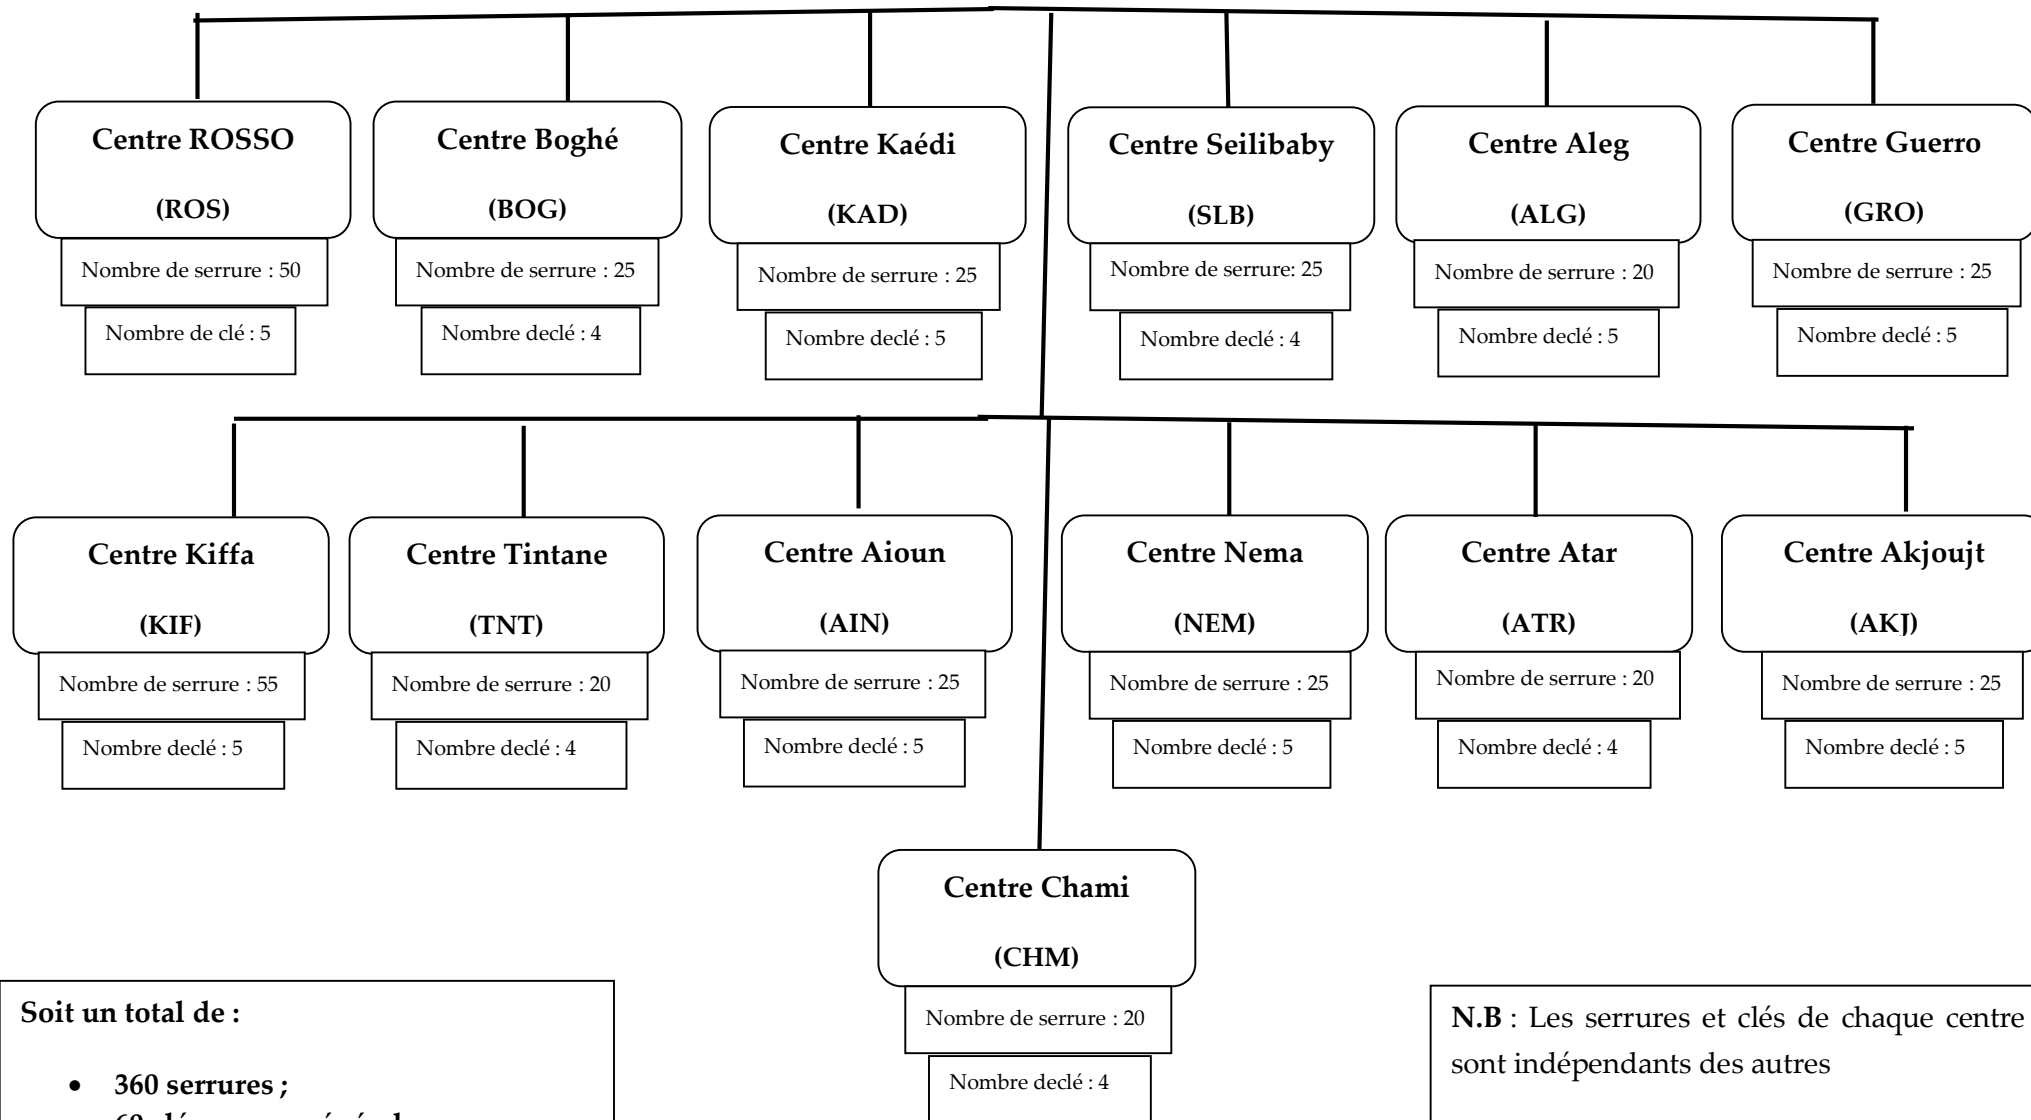 Centre ROSSO
(ROS)
Nombre de serrure : 50
Nombre de clé : 5
Centre Boghé
(BOG)
Nombre de serrure : 25
Nombre declé : 4
Centre Kaédi
(KAD)
Nombre de serrure : 25
Nombre declé : 5
Centre Seilibaby
(SLB)
Nombre de serrure: 25
Nombre declé : 4
Centre Aleg
(ALG)
Nombre de serrure : 20
Nombre declé : 5
Centre Guerro
(GRO)
Nombre de serrure : 25
Nombre declé : 5
Centre Kiffa
(KIF)
Nombre de serrure : 55
Nombre declé : 5
Centre Tintane
(TNT)
Nombre de serrure : 20
Nombre declé : 4
Centre Aioun
(AIN)
Nombre de serrure : 25
Nombre declé : 5
Centre Nema
(NEM)
Nombre de serrure : 25
Nombre declé : 5
Centre Atar
(ATR)
Nombre de serrure : 20
Nombre declé : 4
Centre Akjoujt
(AKJ)
Nombre de serrure : 25
Nombre declé : 5
Centre Chami
(CHM)
Nombre de serrure : 20
Nombre declé : 4
Soit un total de :
• 360 serrures ;
N.B : Les serrures et clés de chaque centre
sont indépendants des autres